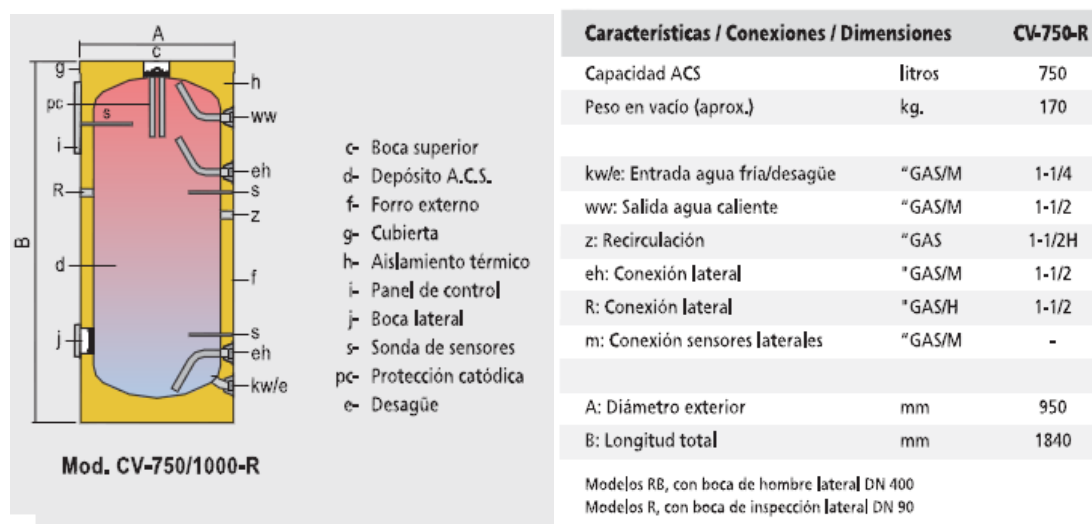 A
c
g
h
pc
s
ww
i
eh
R
s
z
B
d
f
s
j
eh
kw/e
Mod. CV-750/1000-R
c- Boca superior
d- Depósito A.C.S.
f- Forro externo
g- Cubierta
h- Aislamiento térmico
i- Panel de control
j- Boca lateral
s- Sonda de sensores
pc- Protección catódica
e- Desagüe
Características / Conexiones / Dimensiones CV-750-R
Capacidad ACS litros 750
Peso en vacío (aprox.) kg. 170
kw/e: Entrada agua fría/desagüe "GAS/M 1-1/4
ww: Salida agua caliente "GAS/M 1-1/2
z: Recirculación "GAS 1-1/2H
eh: Conexión lateral "GAS/M 1-1/2
R: Conexión lateral "GAS/H 1-1/2
m: Conexión sensores laterales "GAS/M -
A: Diámetro exterior mm 950
B: Longitud total mm 1840
Modelos RB, con boca de hombre lateral DN 400
Modelos R, con boca de inspección lateral DN 90